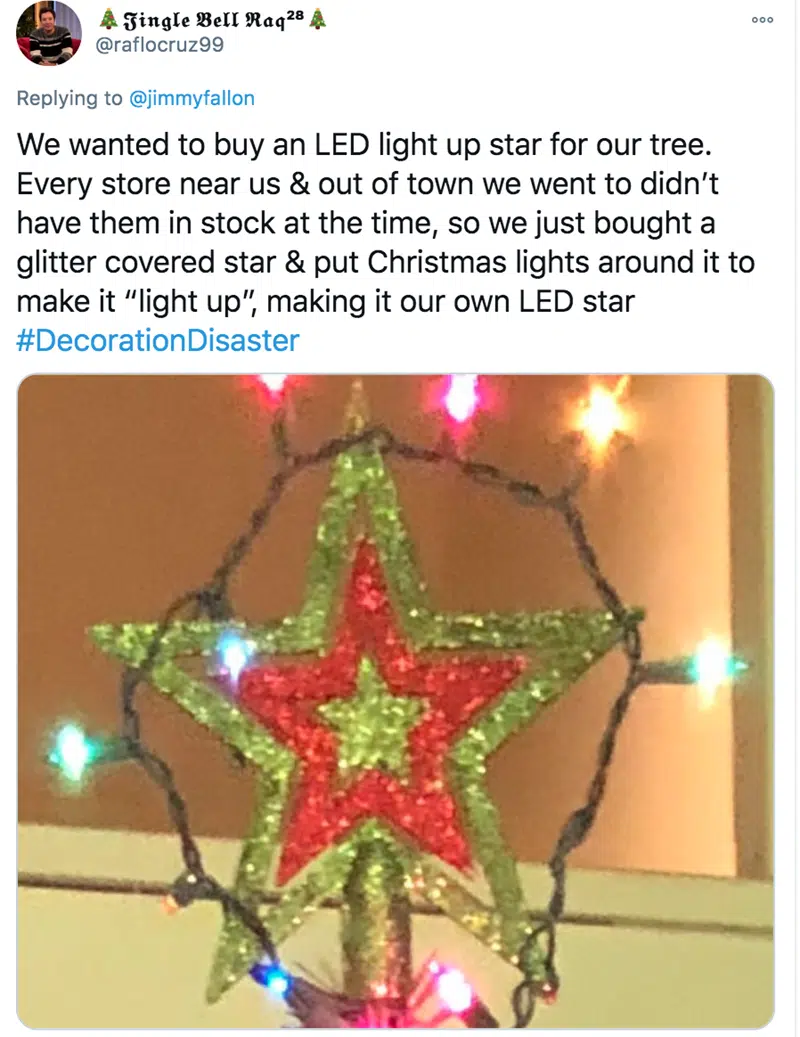 🎄 𝕵𝖎𝖓𝖌𝖑𝖊 𝕭𝖊𝖑𝖑 𝕽𝖆𝖖²⁸ 🎄
@raflocruz99
Replying to @jimmyfallon
We wanted to buy an LED light up star for our tree.
Every store near us & out of town we went to didn’t
have them in stock at the time, so we just bought a
glitter covered star & put Christmas lights around it to
make it “light up”, making it our own LED star
#DecorationDisaster